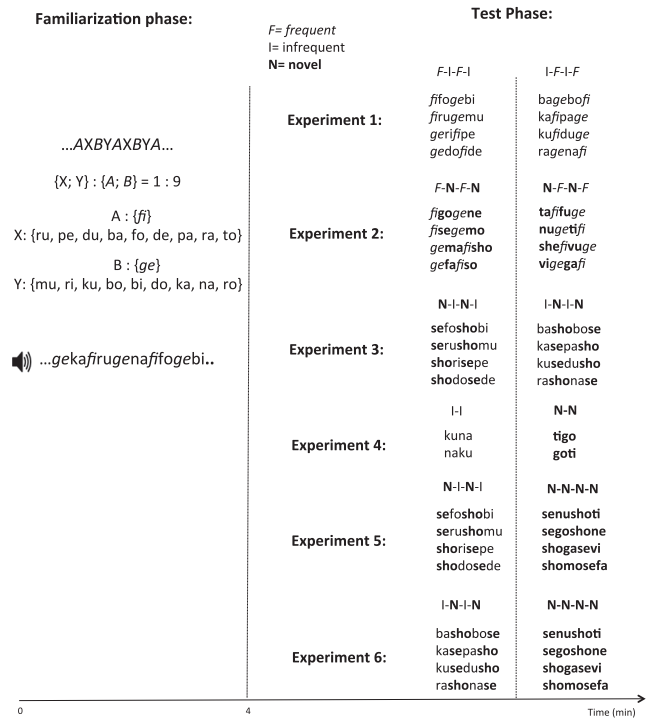 Familiarization phase:
Test Phase:
F= frequent
I= infrequent
N= novel
...AXBYAXBYA...
{X; Y} : {A; B} = 1 : 9
A : {fi}
X: {ru, pe, du, ba, fo, de, pa, ra, to}
B : {ge}
Y: {mu, ri, ku, bo, bi, do, ka, na, ro}
...gekafirugenafifogebi..
F-I-F-I I-F-I-F
Experiment 1:
fifogebi bagebofi
firugemu kafipage
gerifipe kufiduge
gedofide ragenafi
F-N-F-N N-F-N-F
Experiment 2:
figogene tafifuge
fisegemo nugetifi
gemafisho shefivuge
gefafiso vigegafi
N-I-N-I I-N-I-N
Experiment 3:
sefoshobi bashobose
serushomu kasepasho
shorisepe kusedusho
shodosede rashonase
I-I N-N
Experiment 4:
kuna tigo
naku goti
N-I-N-I N-N-N-N
Experiment 5:
sefoshobi senushoti
serushomu segoshone
shorisepe shogasevi
shodosede shomosefa
I-N-I-N N-N-N-N
Experiment 6:
bashobose senushoti
kasepasho segoshone
kusedusho shogasevi
rashonase shomosefa
0 4 Time (min)